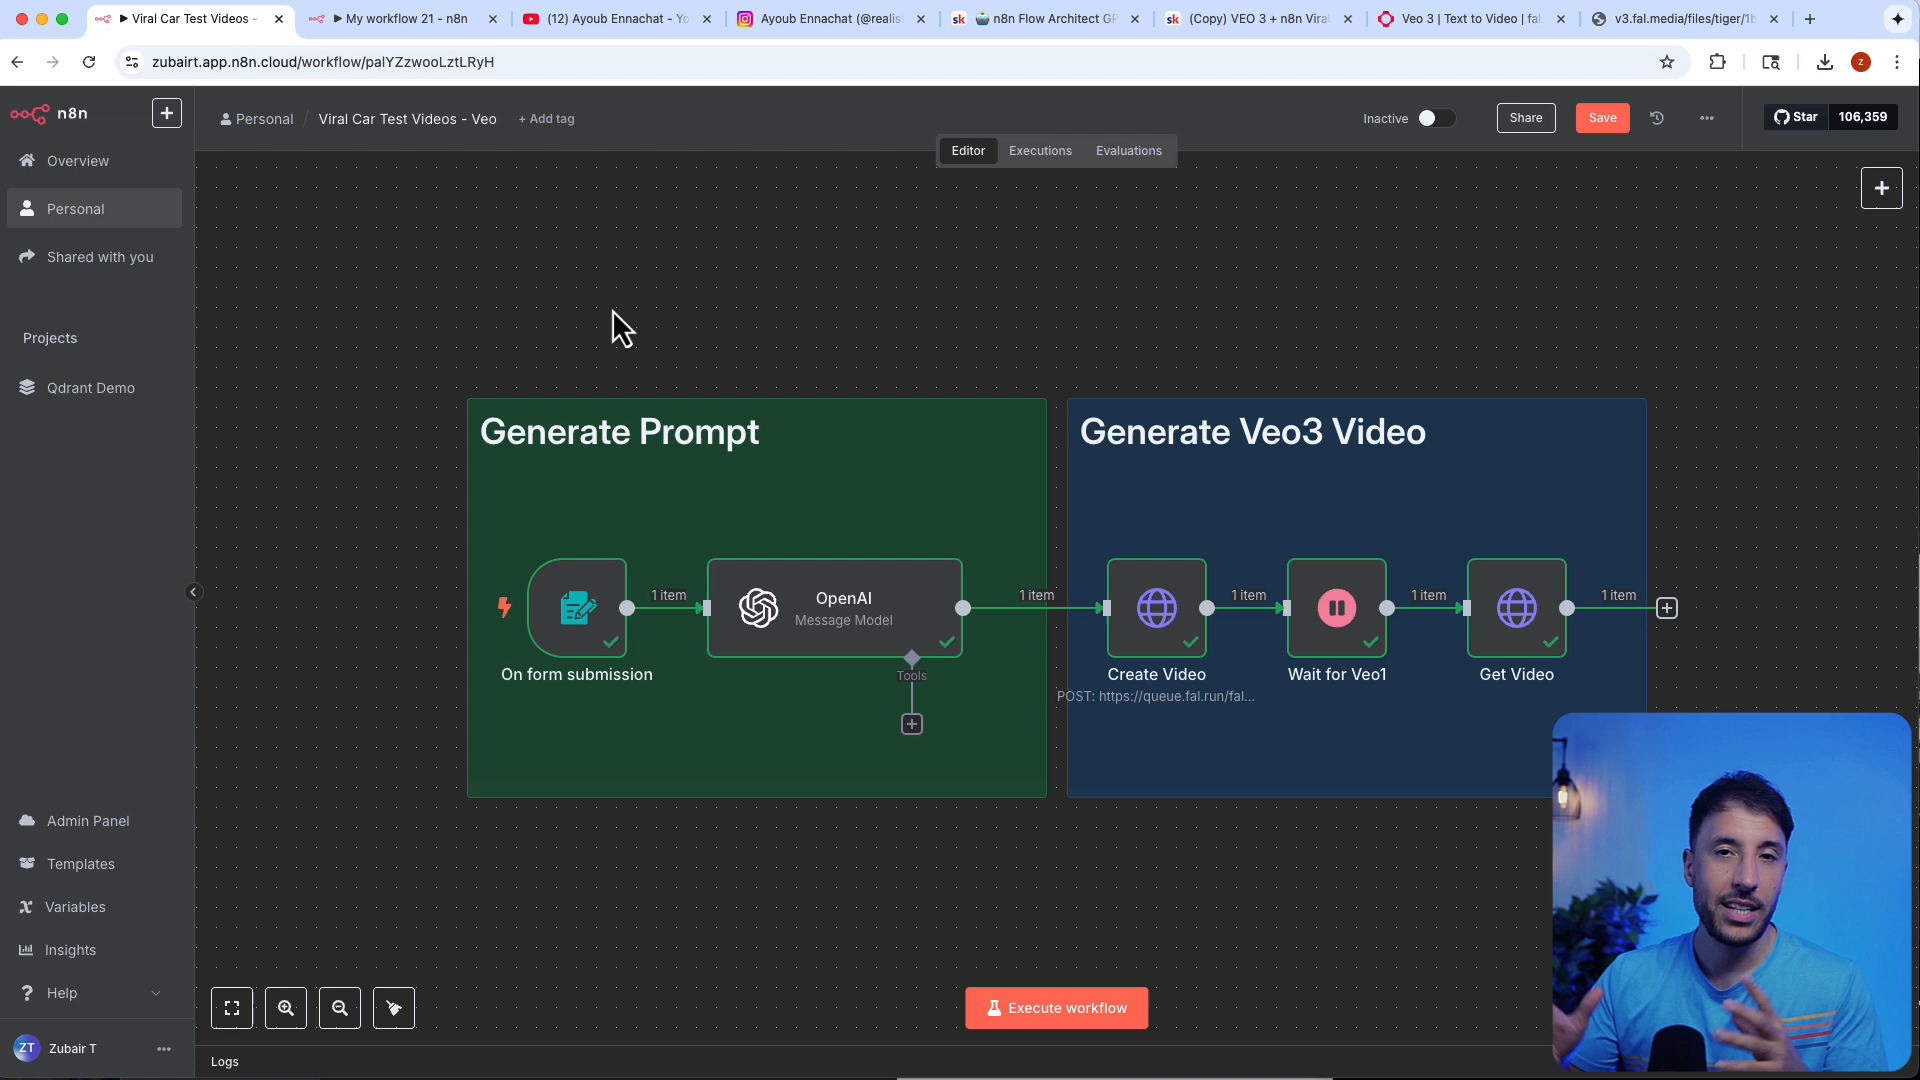 Viral Car Test Videos -
My workflow 21 - n8n
(12) Ayoub Ennachat - Yo
Ayoub Ennachat (@realis
n8n Flow Architect GP
(Copy) VEO 3 + n8n Vira
Veo 3 | Text to Video | fal
v3.fal.media/files/tiger/1b
zubairt.app.n8n.cloud/workflow/palYZzwooLztLRyH
n8n
Personal / Viral Car Test Videos - Veo + Add tag
Inactive
Share
Save
Star 106,359
Editor Executions Evaluations
Overview
Personal
Shared with you
Projects
Qdrant Demo
Generate Prompt
Generate Veo3 Video
1 item
OpenAI
Message Model
1 item
1 item
1 item
1 item
On form submission
Tools
Create Video
POST: https://queue.fal.run/fal...
Wait for Veo1
Get Video
Admin Panel
Templates
Variables
Insights
Help
ZT Zubair T
Execute workflow
Logs